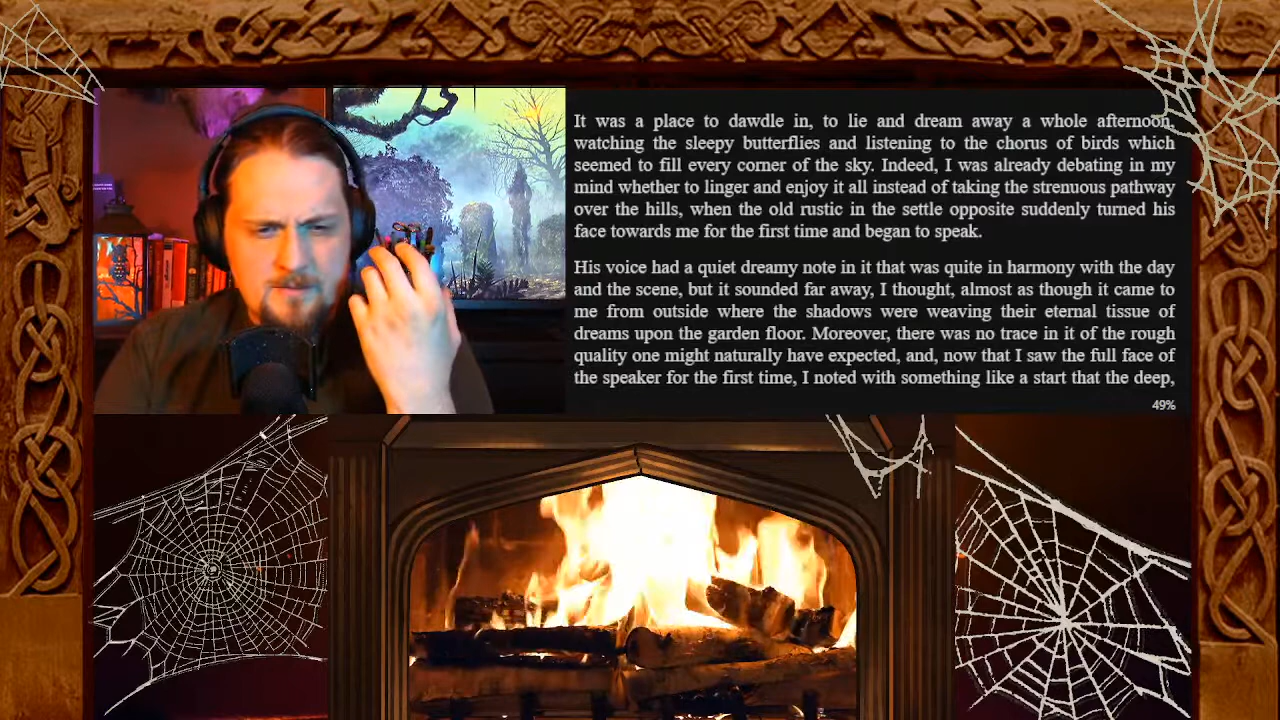 It was a place to dawdle in, to lie and dream away a whole afternoon,
watching the sleepy butterflies and listening to the chorus of birds which
seemed to fill every corner of the sky. Indeed, I was already debating in my
mind whether to linger and enjoy it all instead of taking the strenuous pathway
over the hills, when the old rustic in the settle opposite suddenly turned his
face towards me for the first time and began to speak.
His voice had a quiet dreamy note in it that was quite in harmony with the day
and the scene, but it sounded far away, I thought, almost as though it came to
me from outside where the shadows were weaving their eternal tissue of
dreams upon the garden floor. Moreover, there was no trace in it of the rough
quality one might naturally have expected, and, now that I saw the full face of
the speaker for the first time, I noted with something like a start that the deep,
49%